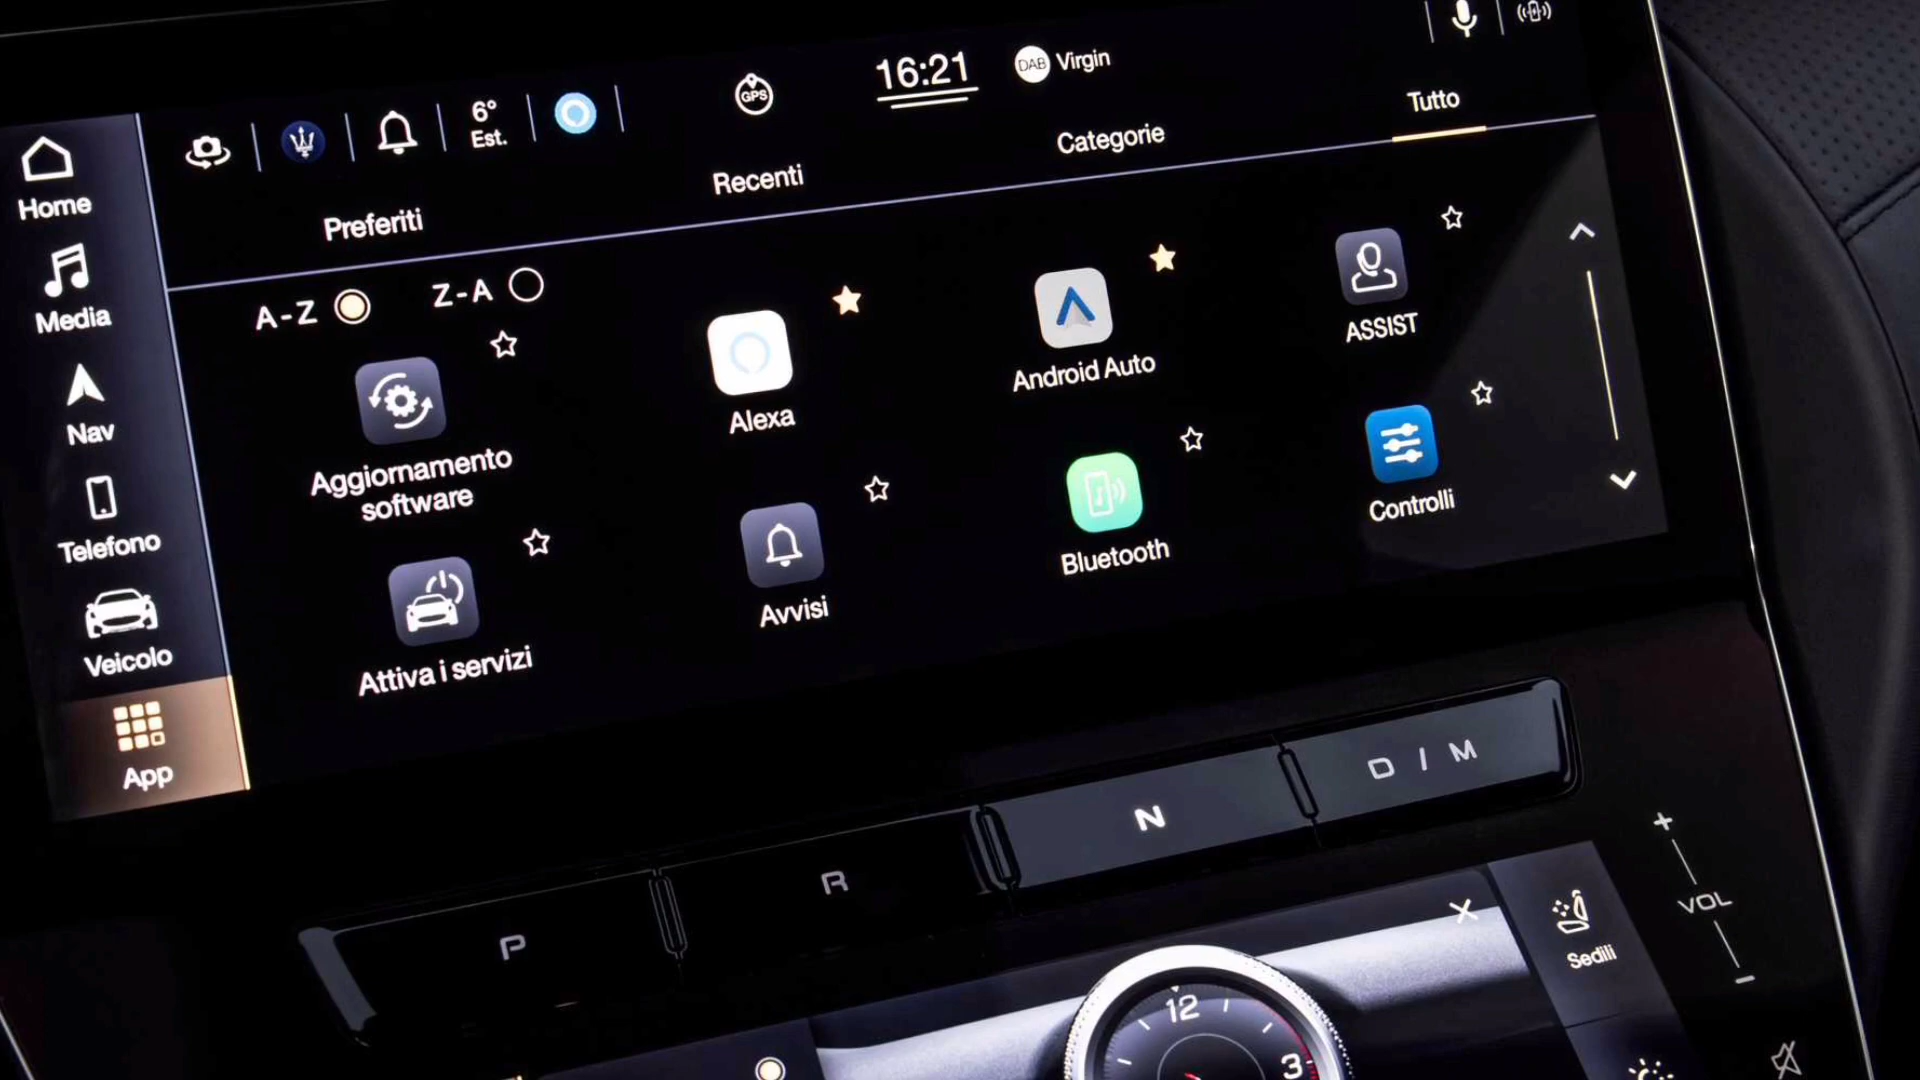 16:21
DAB Virgin
GPS
6°
Est.
Preferiti
Recenti
Categorie
Tutto
Home
Media
Nav
Telefono
Veicolo
App
A-Z
Z-A
Aggiornamento
software
Alexa
Android Auto
ASSIST
Attiva i servizi
Avvisi
Bluetooth
Controlli
P
R
N
D / M
+
VOL
-
Sedili
12
3